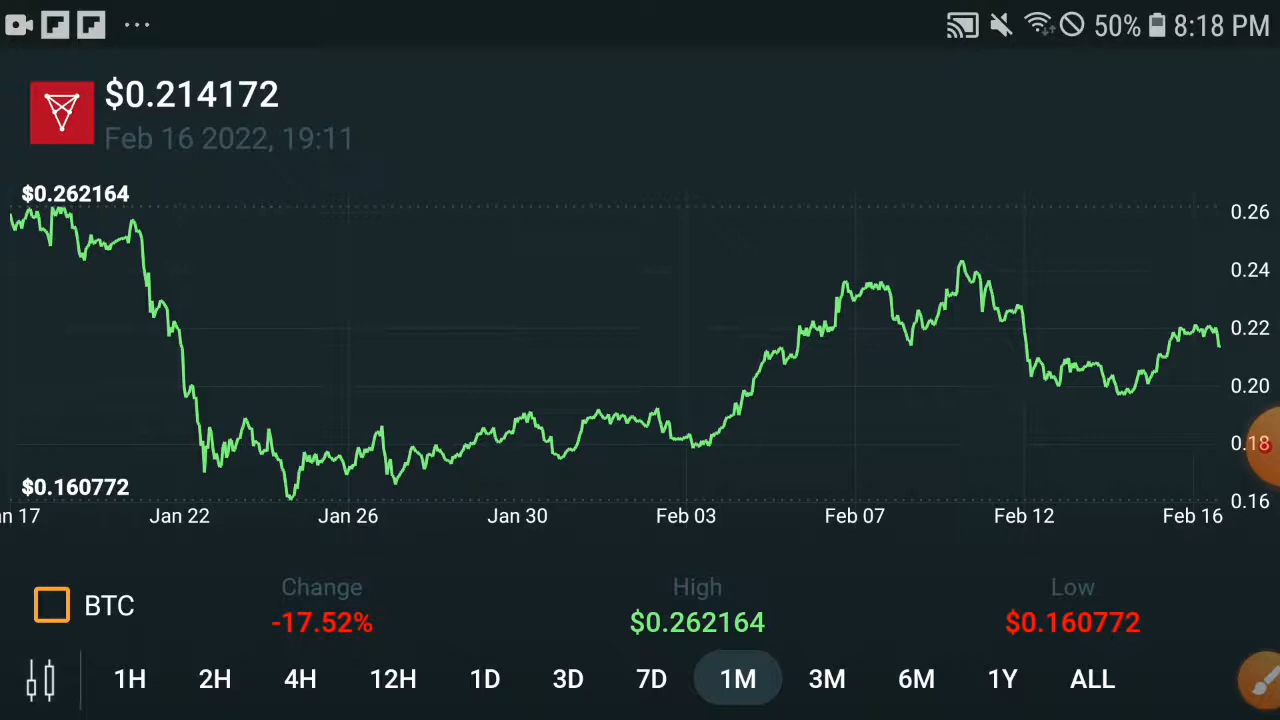 50% 8:18 PM
$0.214172
Feb 16 2022, 19:11
$0.262164
0.26
0.24
0.22
0.20
0.18
$0.160772
0.16
n 17 Jan 22 Jan 26 Jan 30 Feb 03 Feb 07 Feb 12 Feb 16
Change High Low
BTC
-17.52% $0.262164 $0.160772
1H 2H 4H 12H 1D 3D 7D 1M 3M 6M 1Y ALL